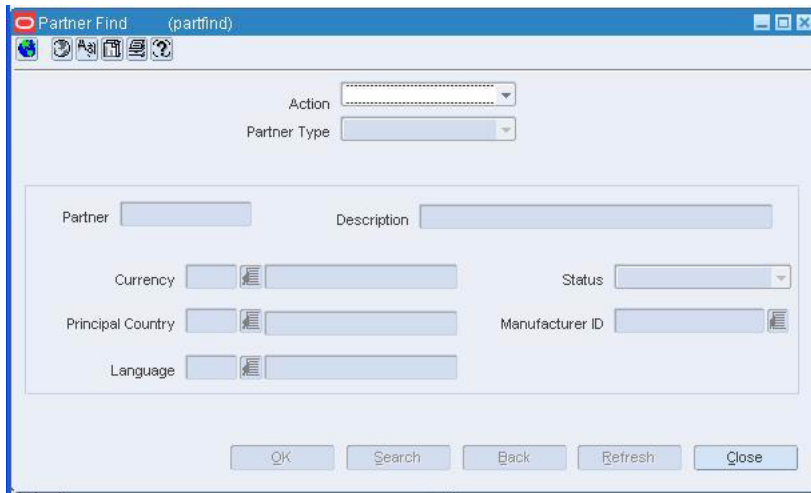 Partner Find (partfind)
Action
Partner Type
Partner Description
Currency Status
Principal Country Manufacturer ID
Language
OK Search Back Refresh Close